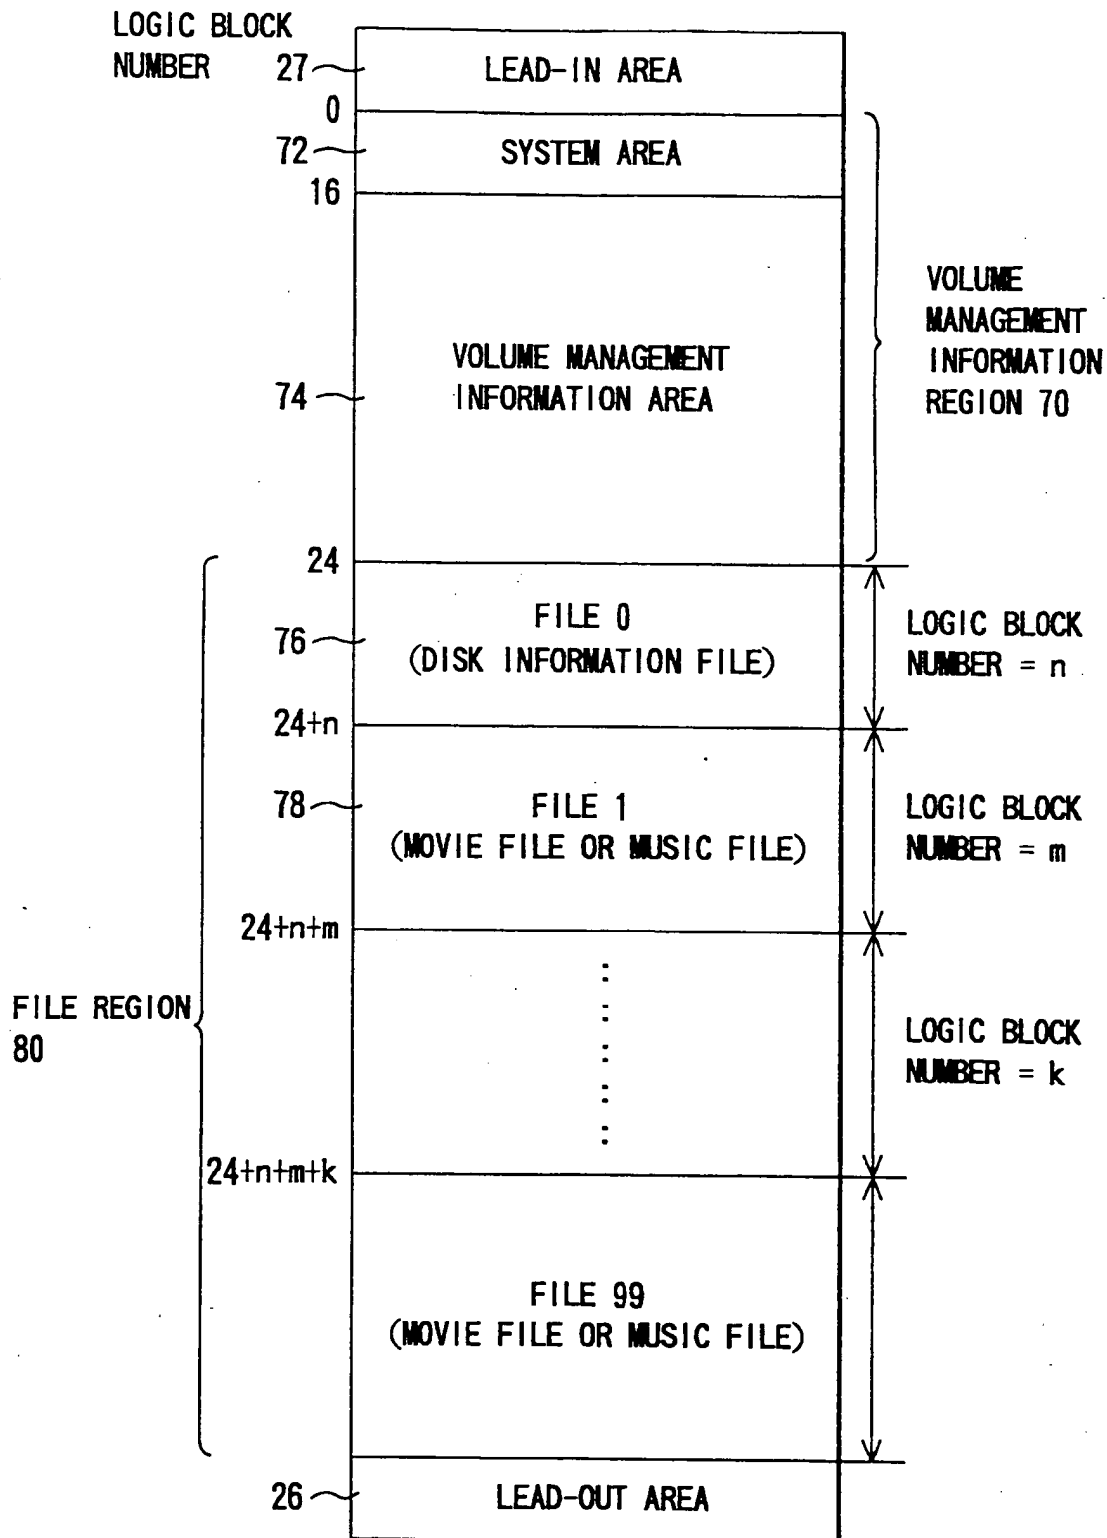 LOGIC BLOCK
NUMBER
27
LEAD-IN AREA
0
72
SYSTEM AREA
16
VOLUME
MANAGEMENT
INFORMATION
REGION 70
VOLUME MANAGEMENT
74
INFORMATION AREA
24
FILE 0
76
(DISK INFORMATION FILE)
LOGIC BLOCK
NUMBER = n
24+n
78
FILE 1
(MOVIE FILE OR MUSIC FILE)
LOGIC BLOCK
NUMBER = m
24+n+m
FILE REGION
80
LOGIC BLOCK
NUMBER = k
24+n+m+k
FILE 99
(MOVIE FILE OR MUSIC FILE)
26
LEAD-OUT AREA